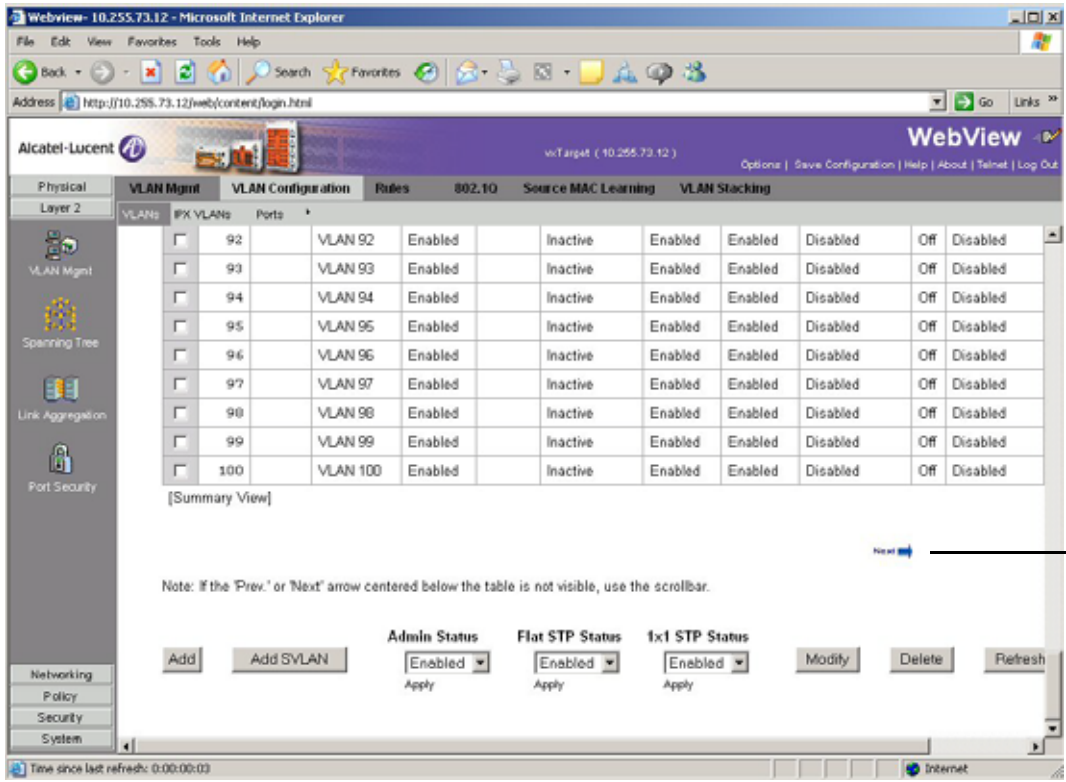 Webview- 10.255.73.12 - Microsoft Internet Explorer
File Edit View Favorites Tools Help
Back Search Favorites
Address http://10.255.73.12/web/content/login.html Go Links »
Alcatel-Lucent vxTarget ( 10.255.73.12 ) WebView
Options | Save Configuration | Help | About | Telnet | Log Out
Physical VLAN Mgmt VLAN Configuration Rules 802.1Q Source MAC Learning VLAN Stacking
Layer 2 VLANs IPX VLANs Ports
92 VLAN 92 Enabled Inactive Enabled Enabled Disabled Off Disabled
93 VLAN 93 Enabled Inactive Enabled Enabled Disabled Off Disabled
94 VLAN 94 Enabled Inactive Enabled Enabled Disabled Off Disabled
95 VLAN 95 Enabled Inactive Enabled Enabled Disabled Off Disabled
96 VLAN 96 Enabled Inactive Enabled Enabled Disabled Off Disabled
97 VLAN 97 Enabled Inactive Enabled Enabled Disabled Off Disabled
98 VLAN 98 Enabled Inactive Enabled Enabled Disabled Off Disabled
99 VLAN 99 Enabled Inactive Enabled Enabled Disabled Off Disabled
100 VLAN 100 Enabled Inactive Enabled Enabled Disabled Off Disabled
VLAN Mgmt
Spanning Tree
Link Aggregation
Port Security
[Summary View]
Next
Note: If the 'Prev.' or 'Next' arrow centered below the table is not visible, use the scrollbar.
Admin Status Flat STP Status 1x1 STP Status
Add Add SVLAN Enabled Enabled Enabled Modify Delete Refresh
Apply Apply Apply
Networking
Policy
Security
System
Time since last refresh: 0:00:00:03 Internet